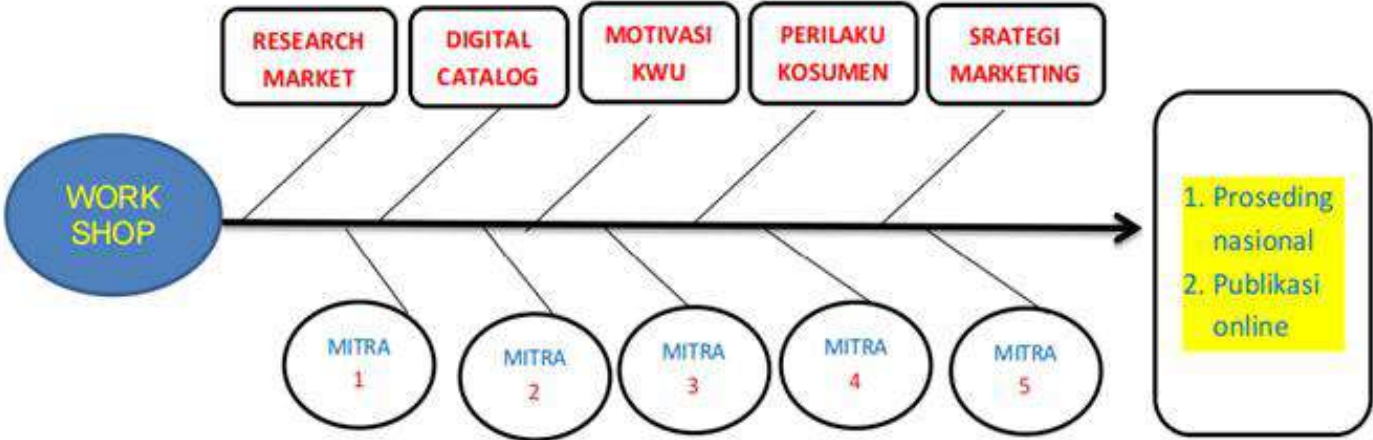 RESEARCH
MARKET
DIGITAL
CATALOG
MOTIVASI
KWU
PERILAKU
KOSUMEN
SRATEGI
MARKETING
WORK
SHOP
1. Proseding
nasional
2. Publikasi
online
MITRA
1
MITRA
2
MITRA
3
MITRA
4
MITRA
5